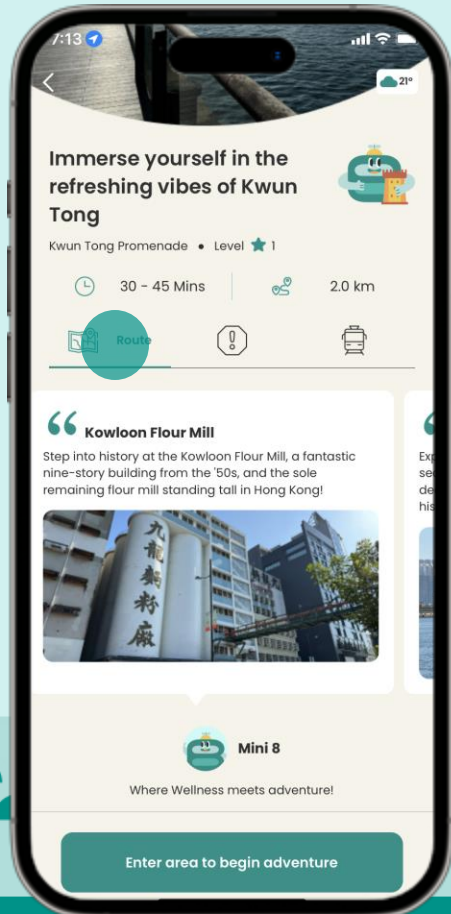 7:13
21°
Immerse yourself in the
refreshing vibes of Kwun
Tong
Kwun Tong Promenade • Level 1
30 - 45 Mins
2.0 km
Route
Kowloon Flour Mill
Step into history at the Kowloon Flour Mill, a fantastic
nine-story building from the '50s, and the sole
remaining flour mill standing tall in Hong Kong!
九龍麵粉廠
Mini 8
Where Wellness meets adventure!
Enter area to begin adventure